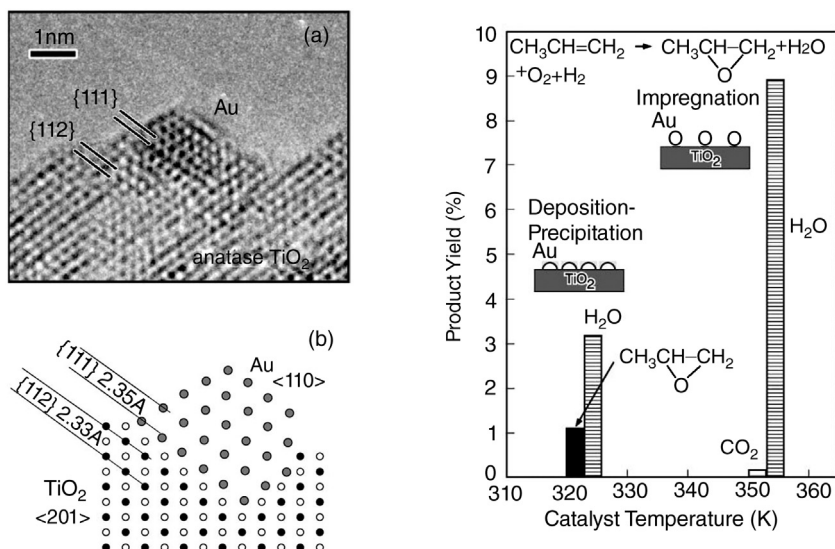 1nm
(a)
{111}
Au
{112}
anatase TiO2
(b)
{111} 2.35A
Au
<110>
{112} 2.33A
TiO2
<201>
Product Yield (%)
10
9
8
7
6
5
4
3
2
1
0
CH3CH=CH2 → CH3CH–CH2+H2O
O
+O2+H2
Impregnation
Au
TiO2
H2O
Deposition-
Precipitation
Au
TiO2
H2O
CH3CH–CH2
O
CO2
310 320 330 340 350 360
Catalyst Temperature (K)